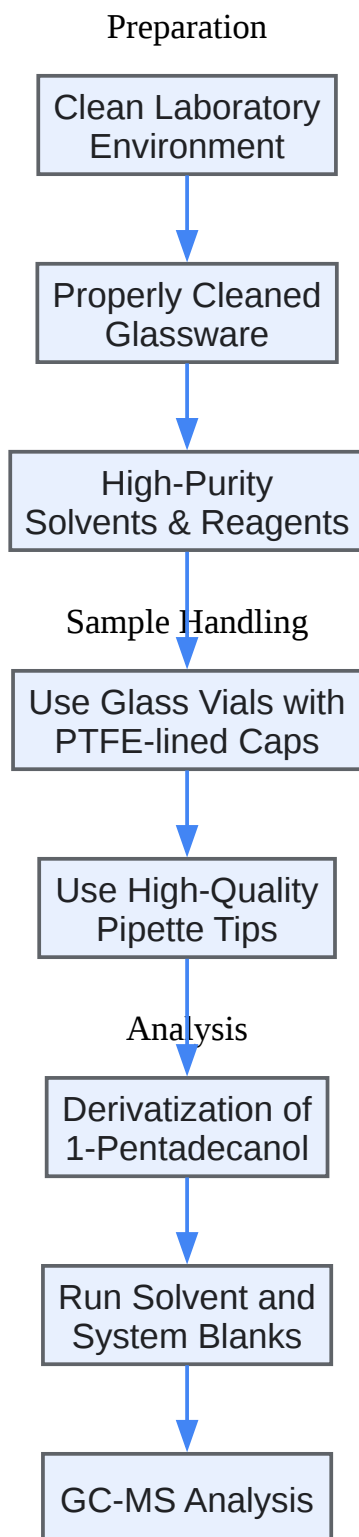 Preparation
Clean Laboratory
Environment
Properly Cleaned
Glassware
High-Purity
Solvents & Reagents
Sample Handling
Use Glass Vials with
PTFE-lined Caps
Use High-Quality
Pipette Tips
Analysis
Derivatization of
1-Pentadecanol
Run Solvent and
System Blanks
GC-MS Analysis